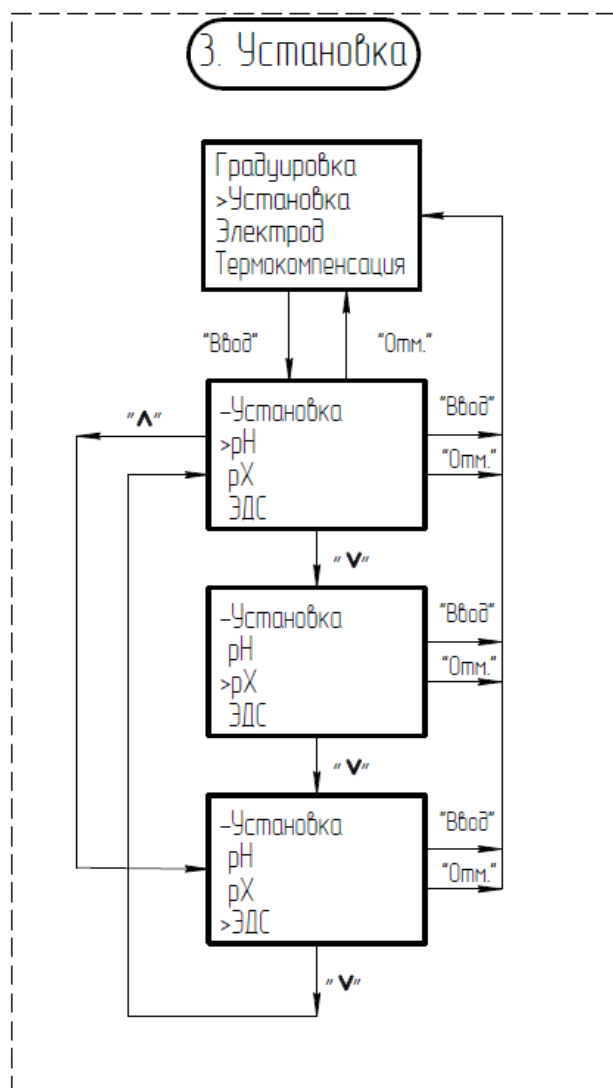 3. Установка
Градуировка
>Установка
Электрод
Термокомпенсация
"Ввод"
"Отм."
–Установка
>pH
pX
ЭДС
"Λ"
"Ввод"
"Отм."
"V"
–Установка
pH
>pX
ЭДС
"Ввод"
"Отм."
"V"
–Установка
pH
pX
>ЭДС
"Ввод"
"Отм."
"V"